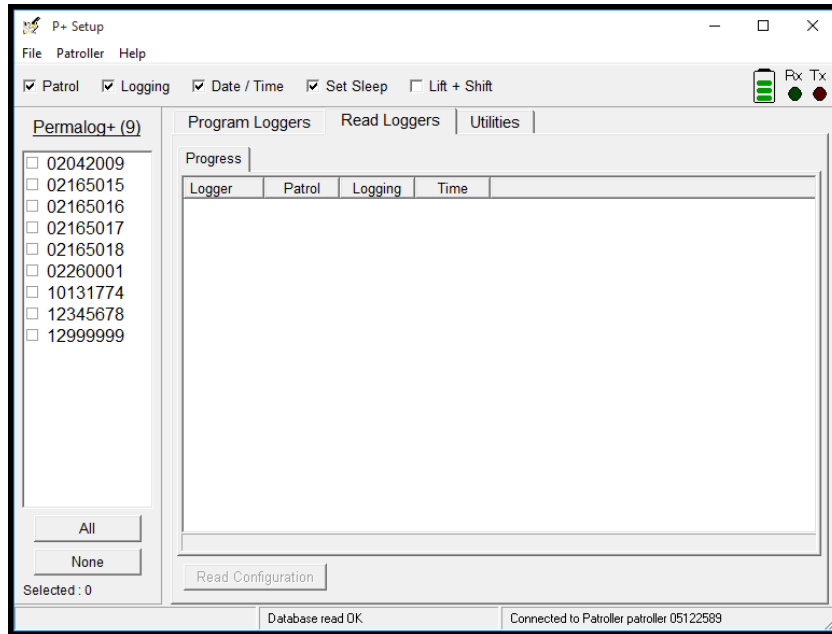 P+ Setup
File Patroller Help
Patrol Logging Date / Time Set Sleep Lift + Shift Rx Tx
Permalog+ (9)
02042009
02165015
02165016
02165017
02165018
02260001
10131774
12345678
12999999
All
None
Selected : 0
Program Loggers Read Loggers Utilities
Progress
Logger Patrol Logging Time
Read Configuration
Database read OK Connected to Patroller patroller 05122589